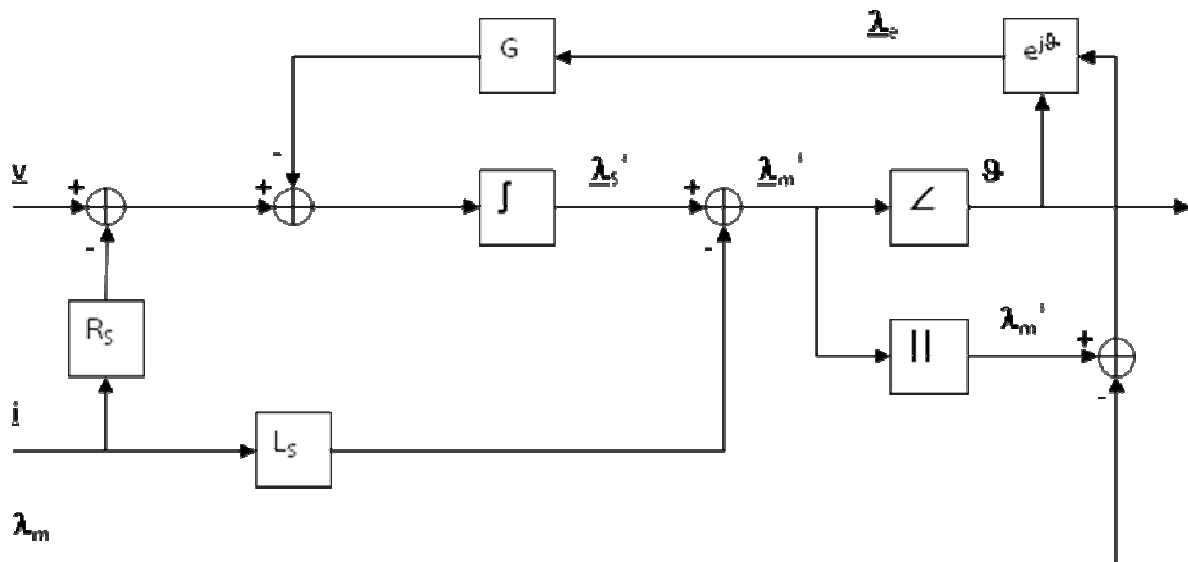 λe
G
e^jϑ
-
v
+
+
∫
λs'
+
λm'
∠
ϑ
-
-
Rs
||
λm'
+
-
i
Ls
λm